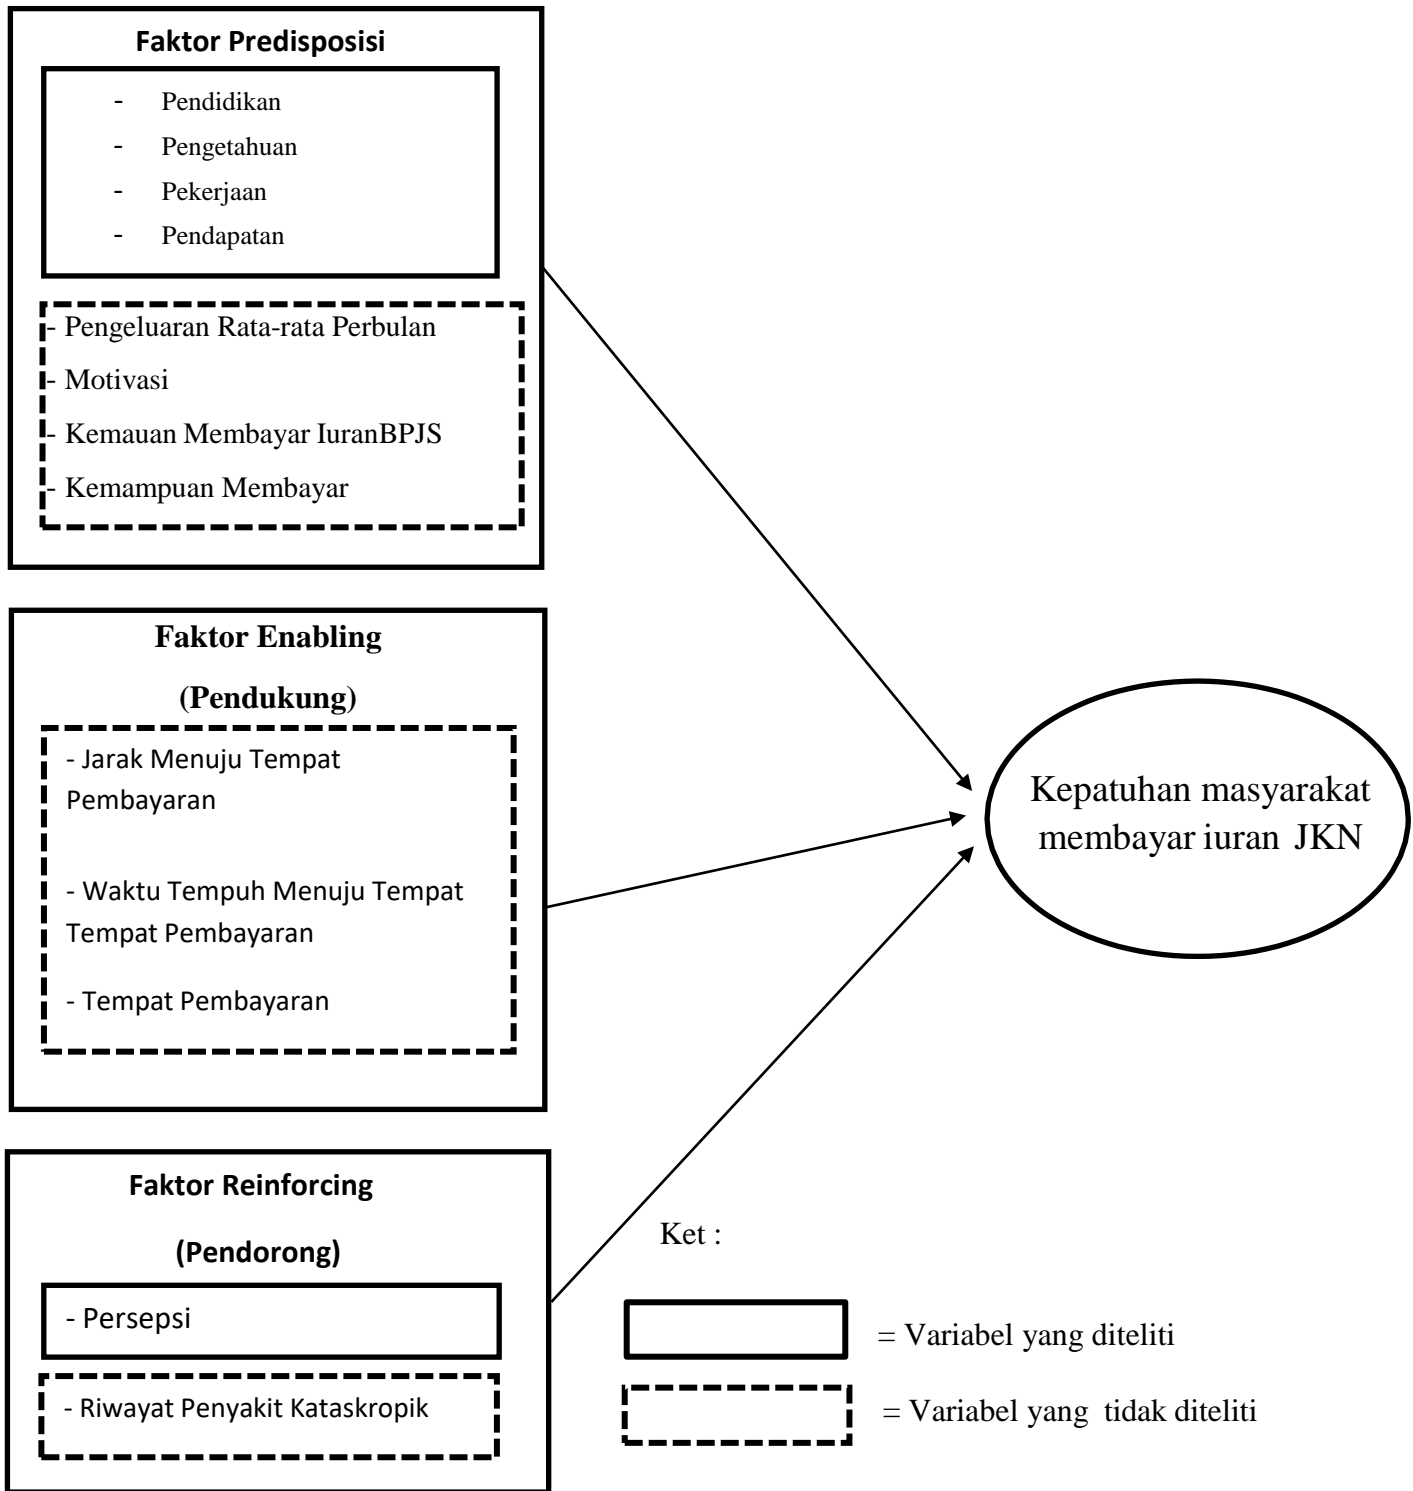 Faktor Predisposisi
- Pendidikan
- Pengetahuan
- Pekerjaan
- Pendapatan
- Pengeluaran Rata-rata Perbulan
- Motivasi
- Kemauan Membayar IuranBPJS
- Kemampuan Membayar
Faktor Enabling
(Pendukung)
- Jarak Menuju Tempat
Pembayaran
- Waktu Tempuh Menuju Tempat
Tempat Pembayaran
- Tempat Pembayaran
Kepatuhan masyarakat
membayar iuran JKN
Faktor Reinforcing
(Pendorong)
- Persepsi
- Riwayat Penyakit Kataskropik
Ket :
= Variabel yang diteliti
= Variabel yang tidak diteliti